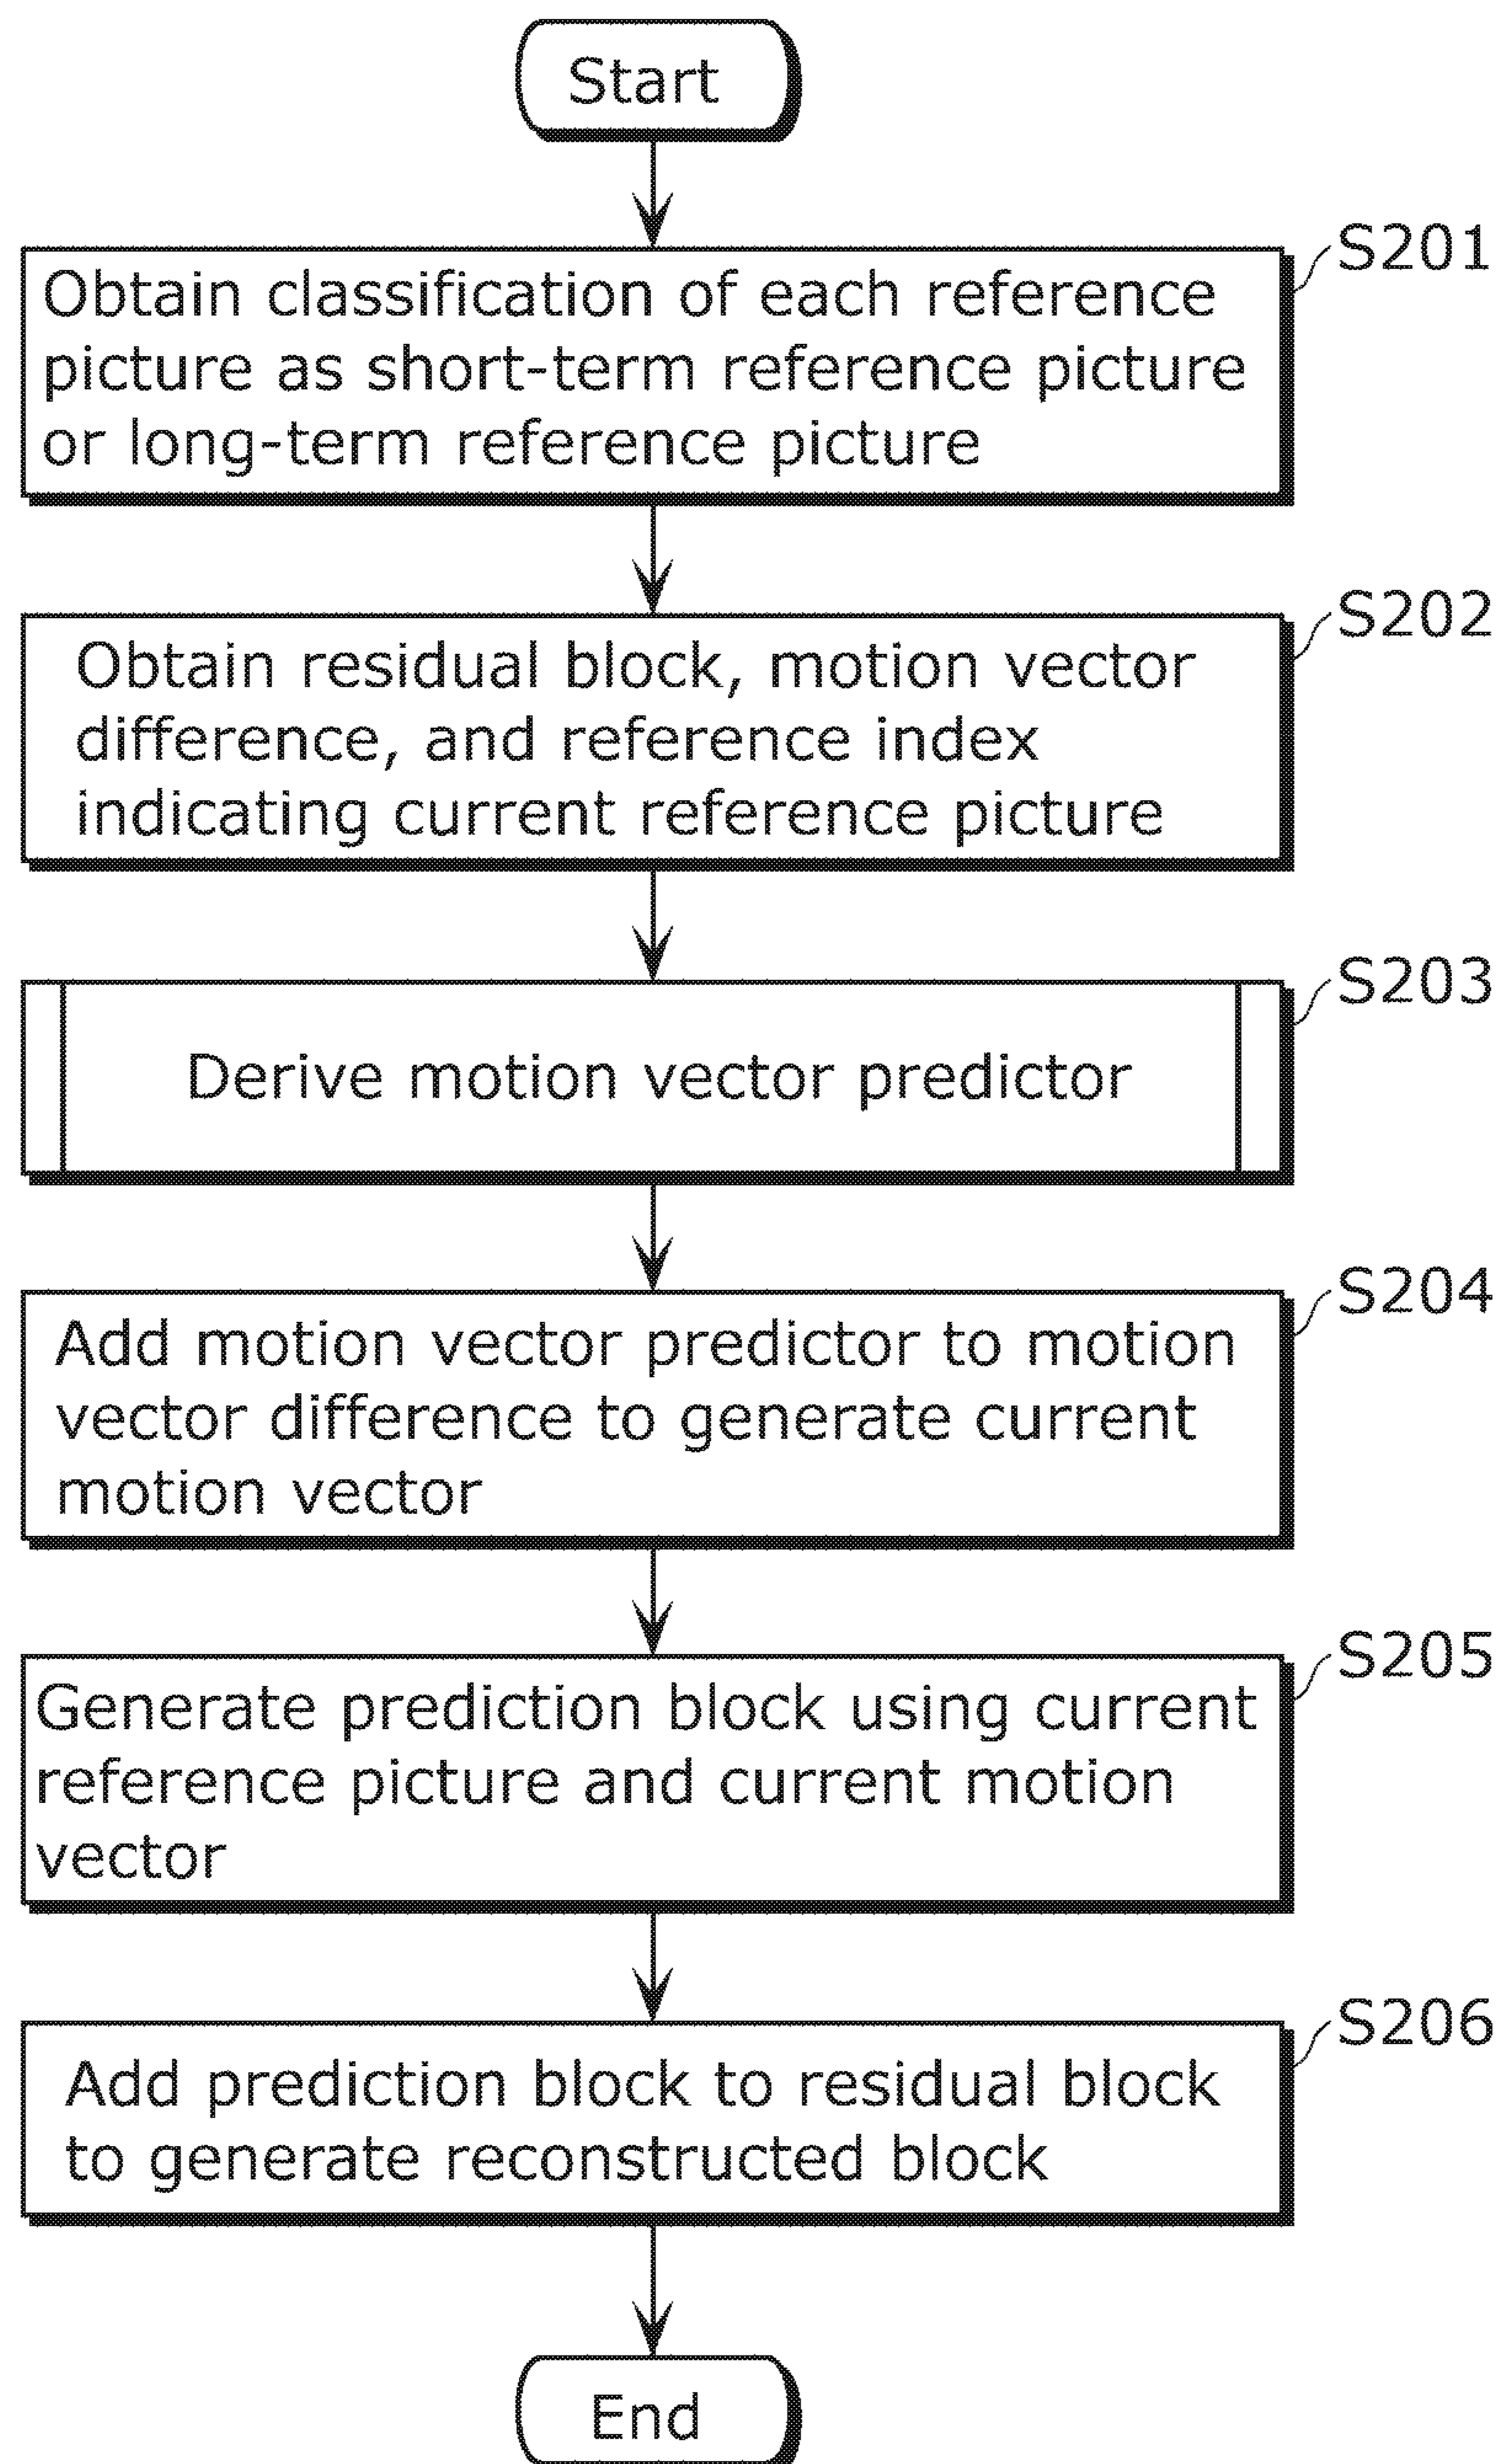 Start
S201
Obtain classification of each reference
picture as short-term reference picture
or long-term reference picture
S202
Obtain residual block, motion vector
difference, and reference index
indicating current reference picture
S203
Derive motion vector predictor
S204
Add motion vector predictor to motion
vector difference to generate current
motion vector
S205
Generate prediction block using current
reference picture and current motion
vector
S206
Add prediction block to residual block
to generate reconstructed block
End